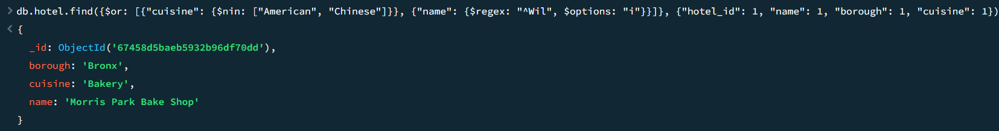 > db.hotel.find({$or: [{"cuisine": {$nin: ["American", "Chinese"]}}, {"name": {$regex: "^Wil", $options: "i"}}]}, {"hotel_id": 1, "name": 1, "borough": 1, "cuisine": 1})
< {
_id: ObjectId('67458d5baeb5932b96df70dd'),
borough: 'Bronx',
cuisine: 'Bakery',
name: 'Morris Park Bake Shop'
}